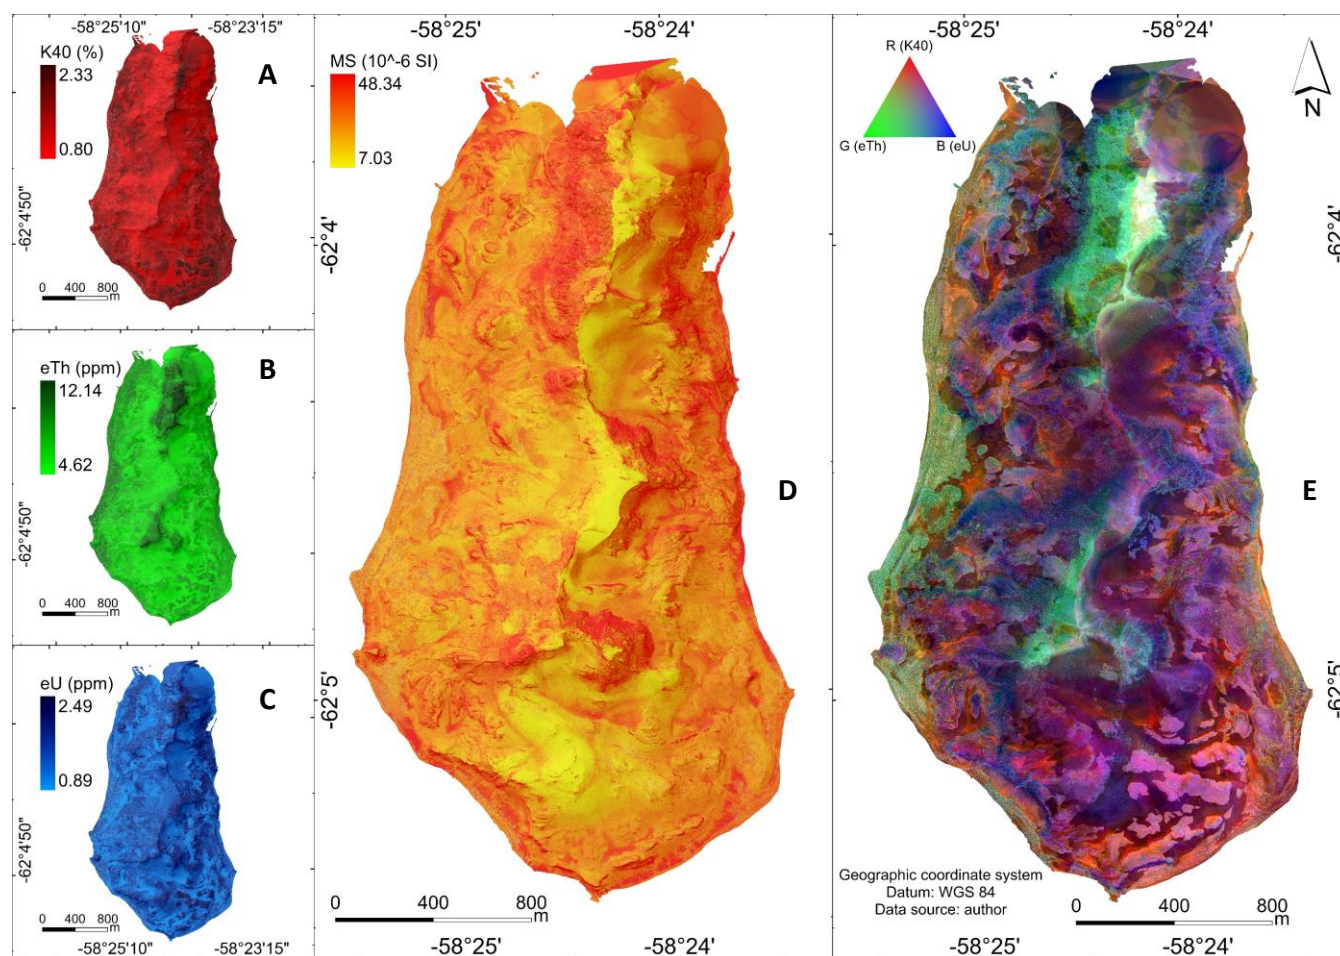 -58°25'10" -58°23'15"
K40 (%)
2.33
0.80
A
-62°4'50"
0 400 800
m
eTh (ppm)
12.14
4.62
B
-62°4'50"
0 400 800
m
eU (ppm)
2.49
0.89
C
-62°4'50"
0 400 800
m
-58°25'10" -58°23'15"
-58°25' -58°24'
MS (10^-6 SI)
48.34
7.03
-62°4'
D
-62°5'
0 400 800
m
-58°25' -58°24'
-58°25' -58°24'
R (K40)
G (eTh) B (eU)
N
-62°4'
E
-62°5'
Geographic coordinate system
Datum: WGS 84
Data source: author
0 400 800
m
-58°25' -58°24'